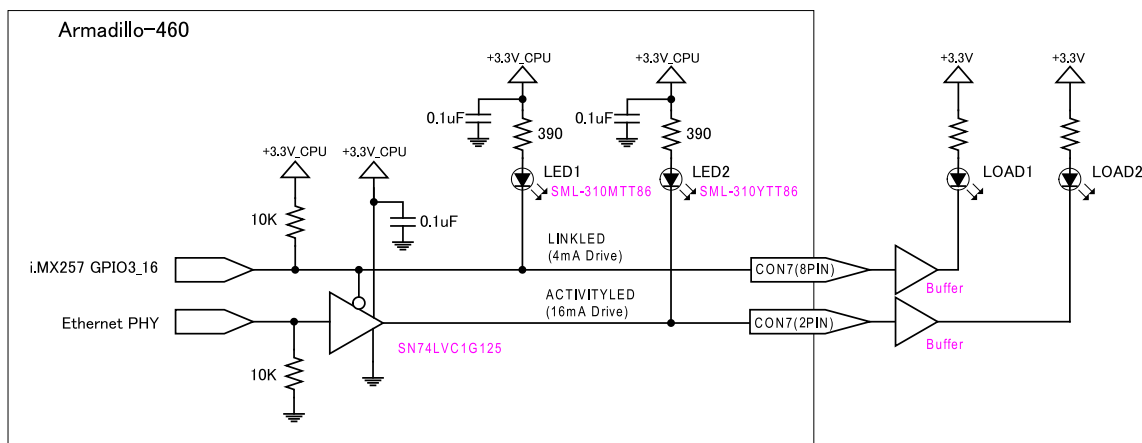 Armadillo-460
+3.3V_CPU
+3.3V_CPU
+3.3V
+3.3V
0.1uF
390
0.1uF
390
+3.3V_CPU
+3.3V_CPU
LED1
SML-310MTT86
LED2
SML-310YTT86
LOAD1
LOAD2
10K
0.1uF
i.MX257 GPIO3_16
LINKLED
(4mA Drive)
CON7(8PIN)
Buffer
Ethernet PHY
ACTIVITYLED
(16mA Drive)
CON7(2PIN)
Buffer
SN74LVC1G125
10K